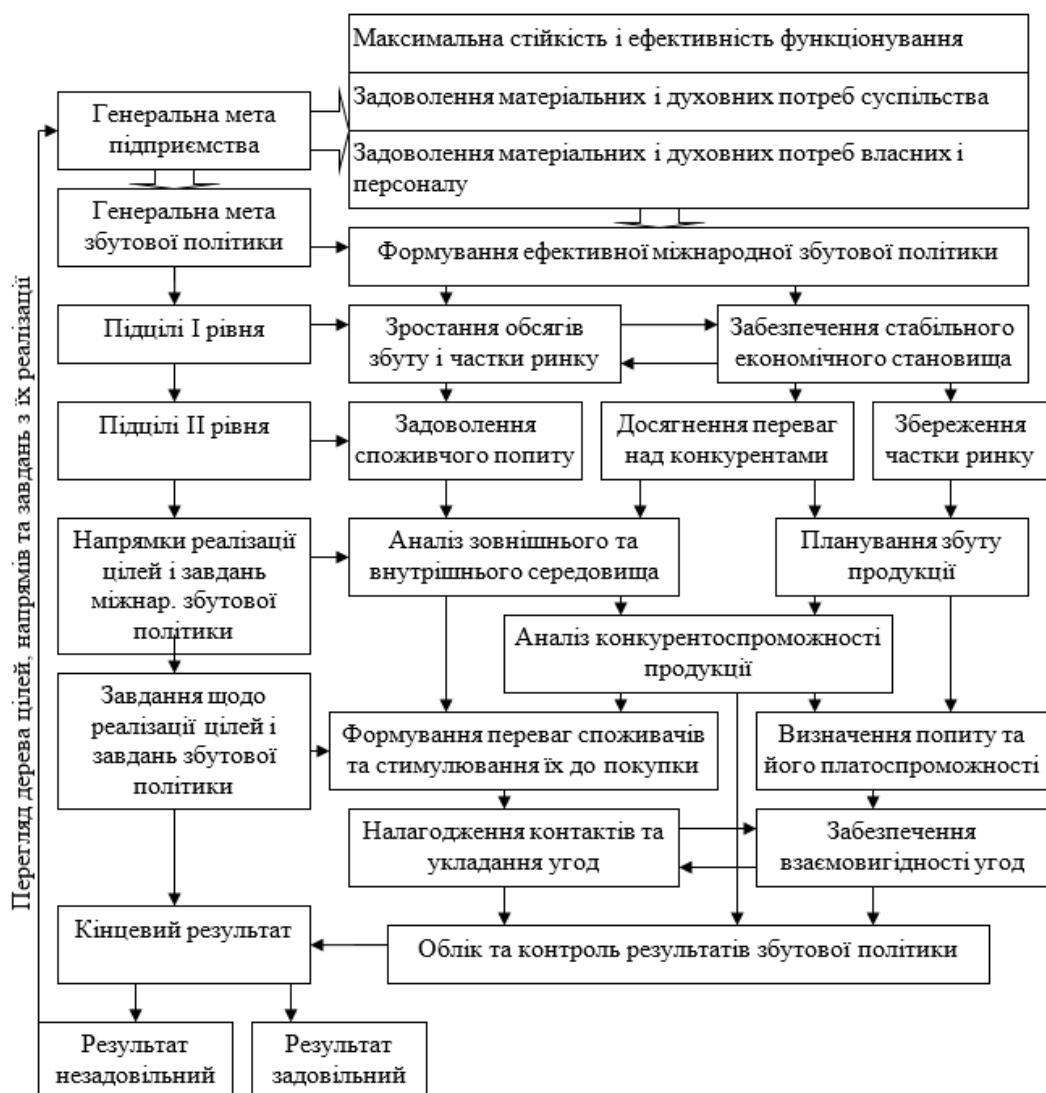 Максимальна стійкість і ефективність функціонування
Задоволення матеріальних і духовних потреб суспільства
Задоволення матеріальних і духовних потреб власних і
персоналу
Генеральна мета
підприємства
Генеральна мета
збутової політики
Формування ефективної міжнародної збутової політики
Підцілі І рівня
Зростання обсягів
збуту і частки ринку
Забезпечення стабільного
економічного становища
Підцілі ІІ рівня
Задоволення
споживчого попиту
Досягнення переваг
над конкурентами
Збереження
частки ринку
Напрямки реалізації
цілей і завдань
міжнар. збутової
політики
Аналіз зовнішнього та
внутрішнього середовища
Планування збуту
продукції
Аналіз конкурентоспроможності
продукції
Завдання щодо
реалізації цілей і
завдань збутової
політики
Формування переваг споживачів
та стимулювання їх до покупки
Визначення попиту та
його платоспроможності
Налагодження контактів та
укладання угод
Забезпечення
взаємовигідності угод
Кінцевий результат
Облік та контроль результатів збутової політики
Результат
незадовільний
Результат
задовільний
Перегляд дерева цілей, напрямів та завдань з їх реалізації